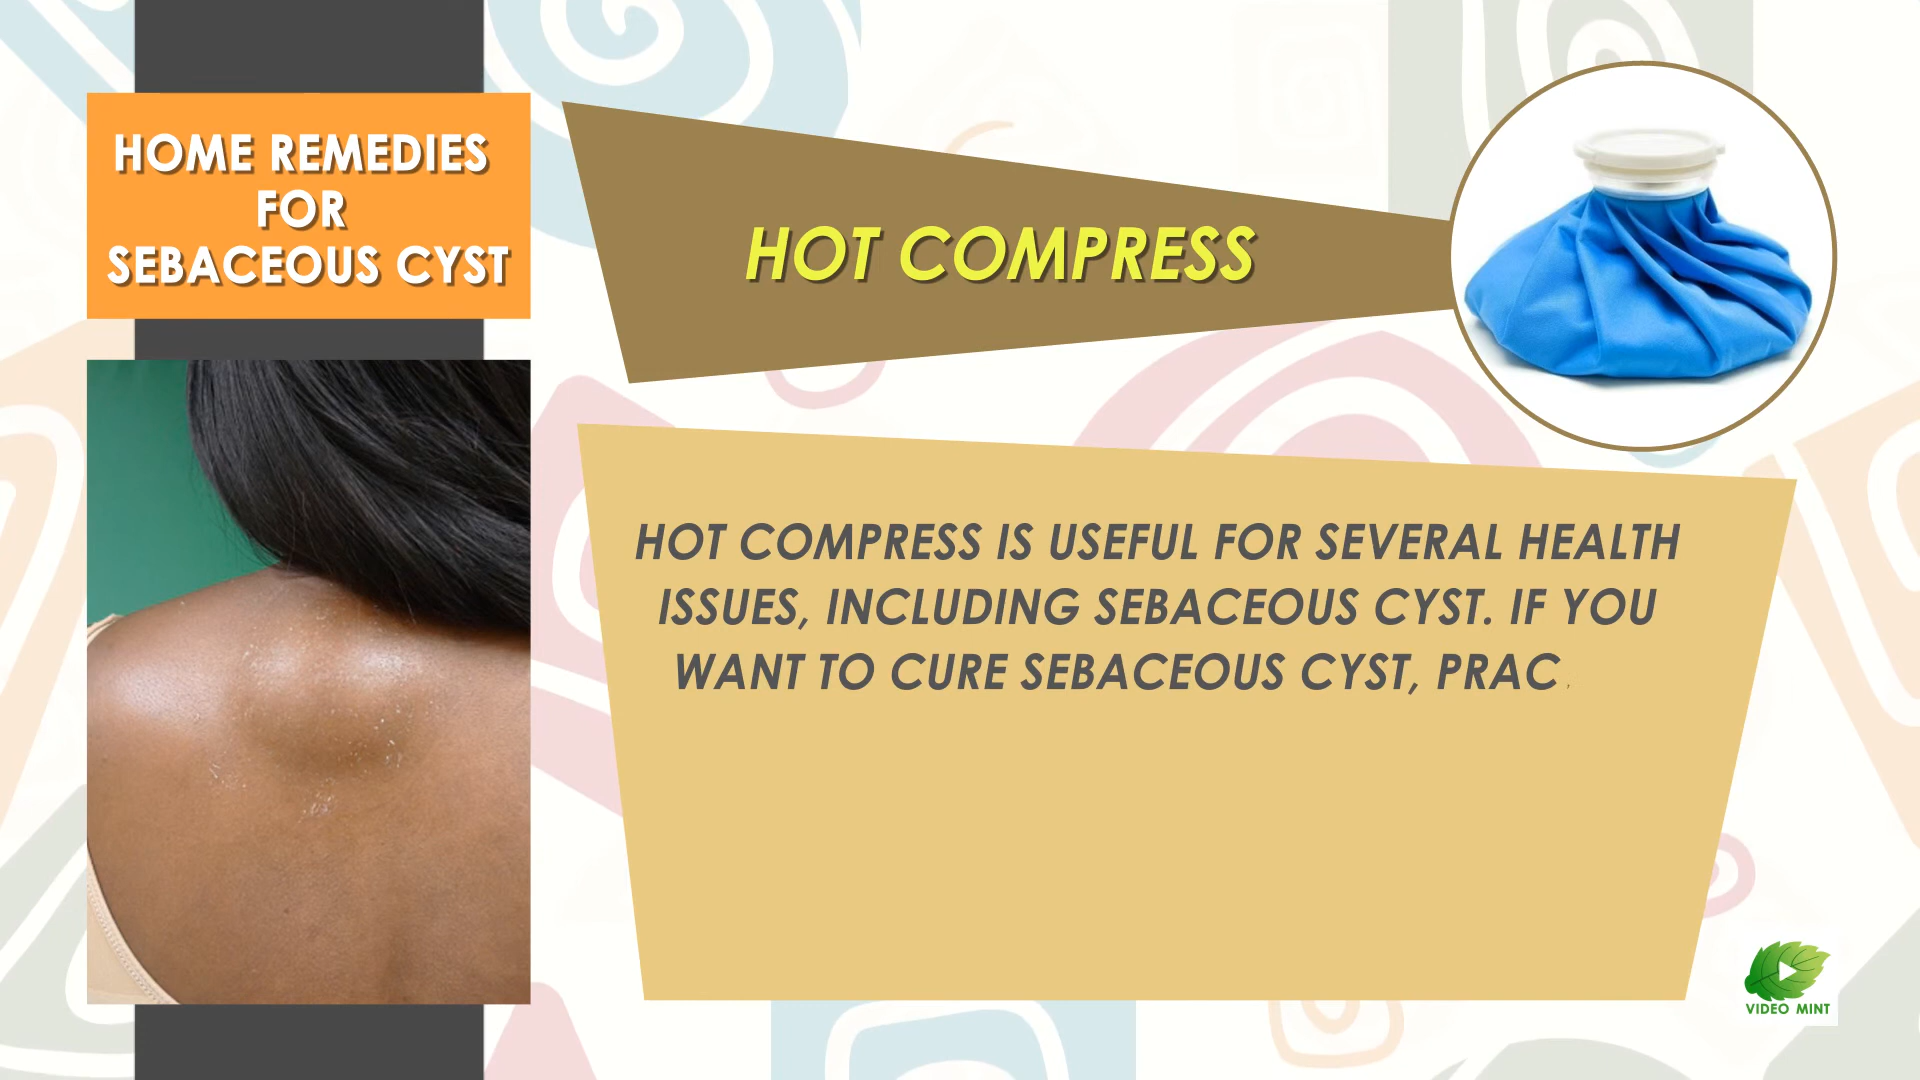 HOME REMEDIES
FOR
SEBACEOUS CYST
HOT COMPRESS
HOT COMPRESS IS USEFUL FOR SEVERAL HEALTH
ISSUES, INCLUDING SEBACEOUS CYST. IF YOU
WANT TO CURE SEBACEOUS CYST, PRAC
VIDEO MINT